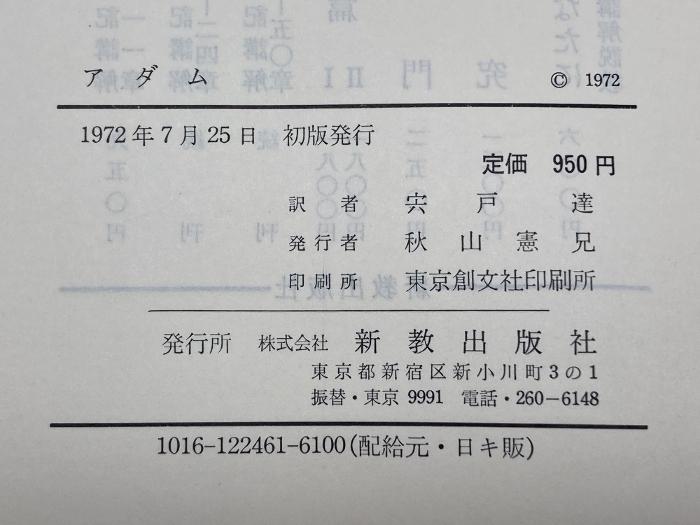 アダム © 1972
1972年7月25日 初版発行
定価 950円
訳者 宍戸達
発行者 秋山憲兄
印刷所 東京創文社印刷所
発行所 株式会社 新教出版社
東京都新宿区新小川町3の1
振替・東京 9991 電話・260-6148
1016-122461-6100(配給元・日キ販)